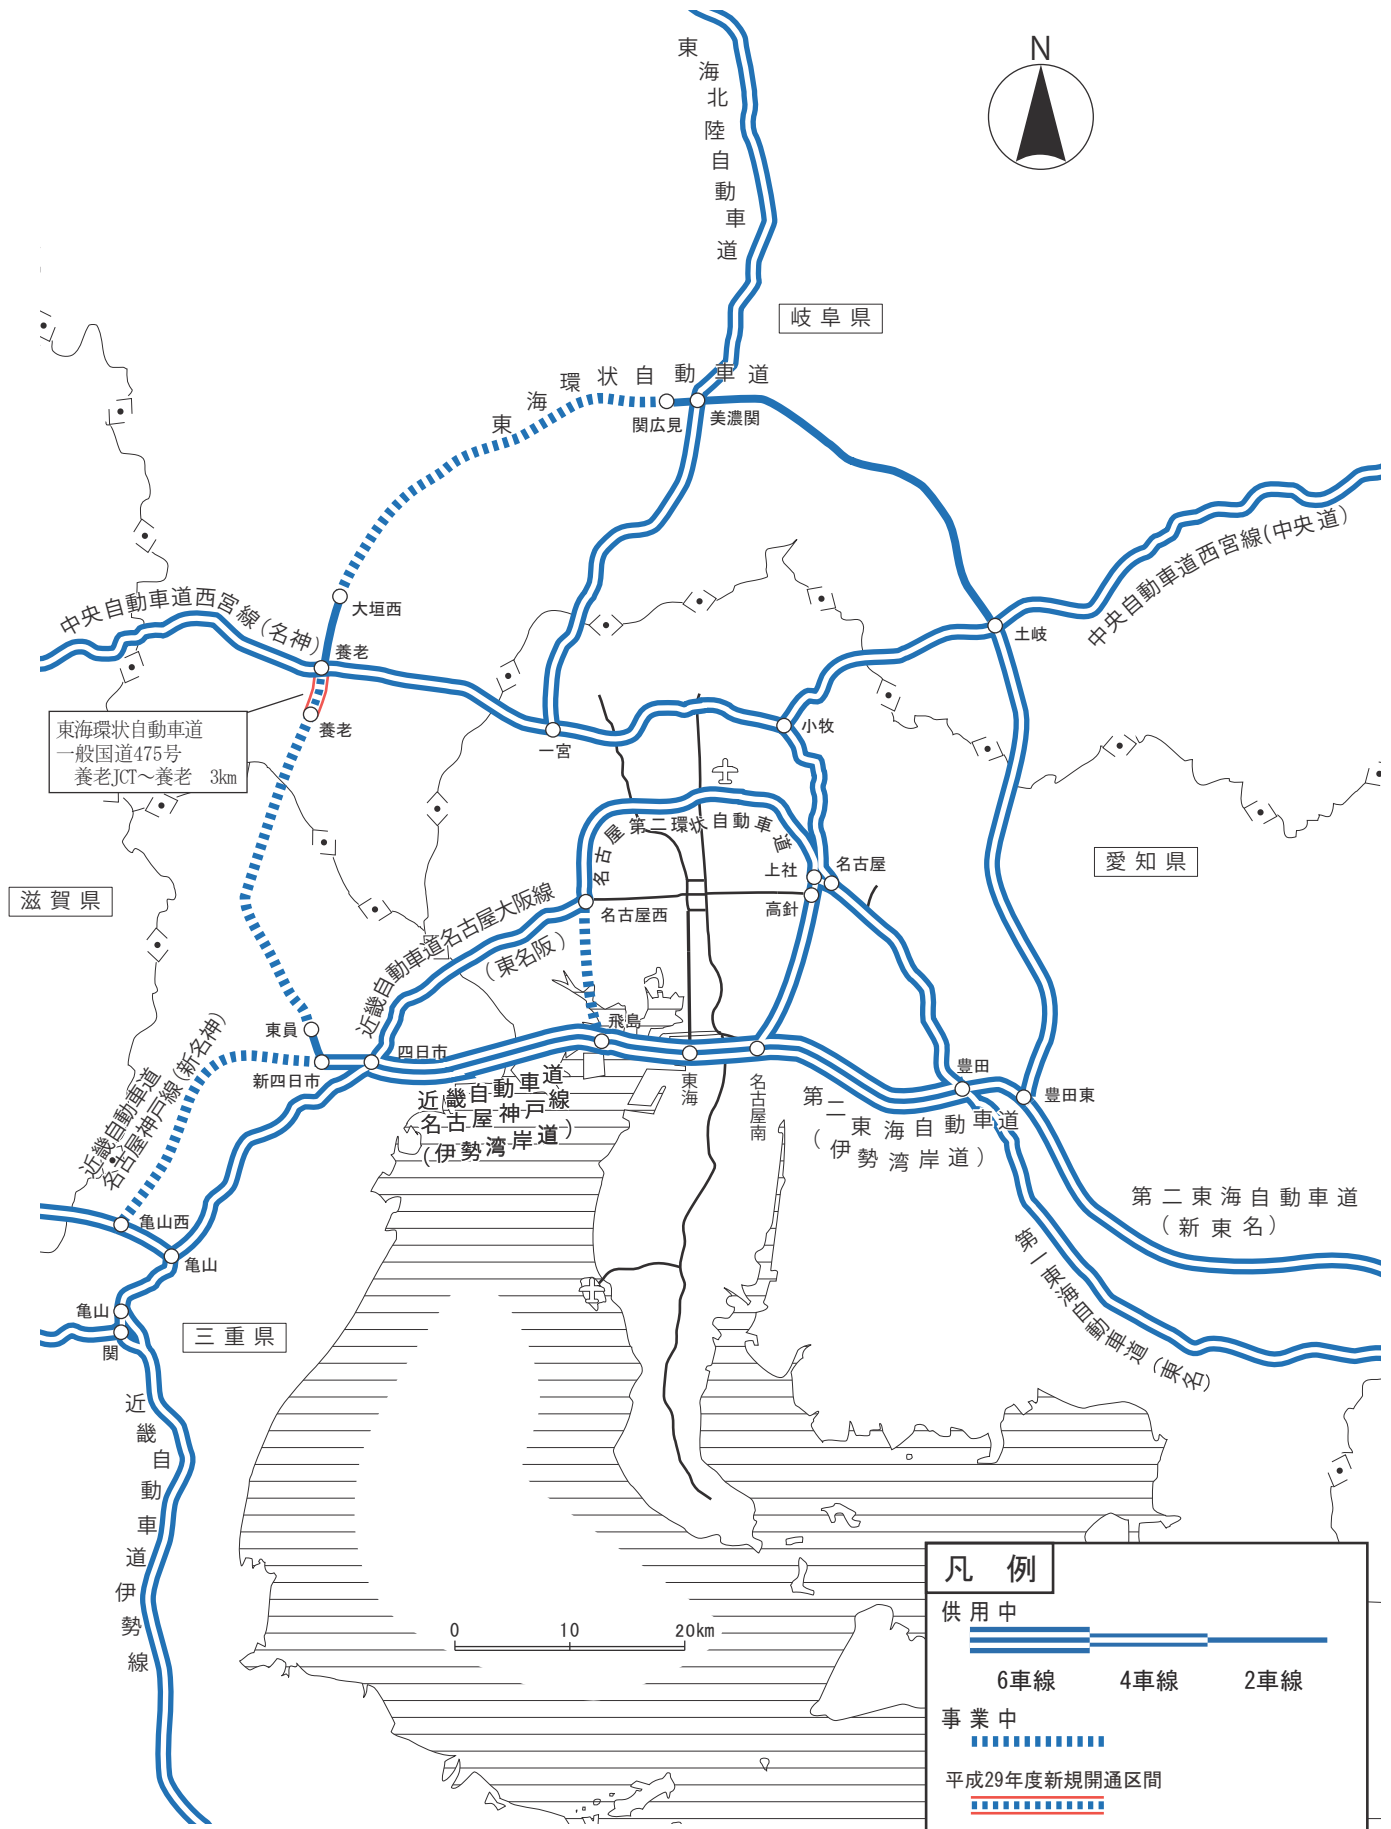 N
東海北陸自動車道
岐阜県
東海環状自動車道
関広見
美濃関
中央自動車道西宮線(中央道)
中央自動車道西宮線(名神)
大垣西
養老
土岐
養老
東海環状自動車道
一般国道475号
養老JCT～養老 3km
一宮
小牧
名古屋第二環状自動車道
上社
名古屋
愛知県
滋賀県
高針
名古屋西
近畿自動車道名古屋大阪線
(東名阪)
東員
飛島
四日市
新四日市
近畿自動車道
名古屋神戸線(新名神)
近畿自動車道
名古屋神戸線
(伊勢湾岸道)
東海
名古屋南
豊田
豊田東
第二東海自動車道
(伊勢湾岸道)
第二東海自動車道
(新東名)
第一東海自動車道(東名)
亀山西
亀山
亀山
関
三重県
近畿自動車道伊勢線
0 10 20km
凡例
供用中
6車線 4車線 2車線
事業中
平成29年度新規開通区間